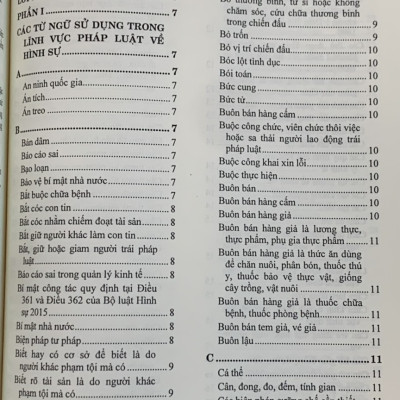 PHẦN I ........ 7
CÁC TỪ NGỮ SỬ DỤNG TRONG
LĨNH VỰC PHÁP LUẬT VỀ
HÌNH SỰ ........ 7
A ........ 7
An ninh quốc gia ........ 7
Án tích ........ 7
Án treo ........ 7
B ........ 7
Bán dâm ........ 7
Báo cáo sai ........ 7
Bạo loạn ........ 7
Bảo vệ bí mật nhà nước ........ 7
Bắt buộc chữa bệnh ........ 7
Bắt cóc con tin ........ 8
Bắt cóc nhằm chiếm đoạt tài sản ........ 8
Bắt giữ người khác làm con tin ........ 8
Bắt, giữ hoặc giam người trái pháp
luật ........ 8
Báo cáo sai trong quản lý kinh tế ........ 8
Bí mật công tác quy định tại Điều
361 và Điều 362 của Bộ luật Hình
sự 2015 ........ 8
Bí mật nhà nước ........ 8
Biện pháp tư pháp ........ 8
Biết hay có cơ sở để biết là do
người khác phạm tội mà có ........ 9
Biết rõ tài sản là do người khác
phạm tội mà có ........ 9
Bỏ thương binh, tử sĩ hoặc không
chăm sóc, cứu chữa thương binh
trong chiến đấu ........ 9
Bỏ trốn ........ 9
Bỏ vị trí chiến đấu ........ 10
Bóc lột tình dục ........ 10
Bói toán ........ 10
Bức cung ........ 10
Bức tử ........ 10
Buôn bán hàng cấm ........ 10
Buộc công chức, viên chức thôi việc
hoặc sa thải người lao động trái
pháp luật ........ 10
Buộc công khai xin lỗi ........ 10
Buộc thực hiện ........ 10
Buôn bán ........ 10
Buôn bán hàng cấm ........ 10
Buôn bán hàng giả ........ 10
Buôn bán hàng giả là lương thực,
thực phẩm, phụ gia thực phẩm ........ 11
Buôn bán hàng giả là thức ăn dùng
để chăn nuôi, phân bón, thuốc thú
y, thuốc bảo vệ thực vật, giống
cây trồng, vật nuôi ........ 11
Buôn bán hàng giả là thuốc chữa
bệnh, thuốc phòng bệnh ........ 11
Buôn bán tem giả, vé giả ........ 11
Buôn lậu ........ 11
C ........ 11
Cá thể ........ 11
Cân, đong, đo, đếm, tính gian ........ 11